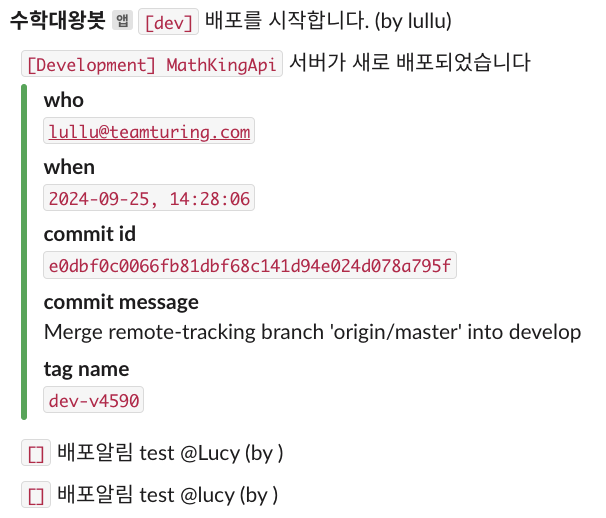 수학대왕봇 앱 [dev] 배포를 시작합니다. (by lullu)
[Development] MathKingApi 서버가 새로 배포되었습니다
who
lullu@teamturing.com
when
2024-09-25, 14:28:06
commit id
e0dbf0c0066fb81dbf68c141d94e024d078a795f
commit message
Merge remote-tracking branch 'origin/master' into develop
tag name
dev-v4590
[] 배포알림 test @Lucy (by )
[] 배포알림 test @lucy (by )